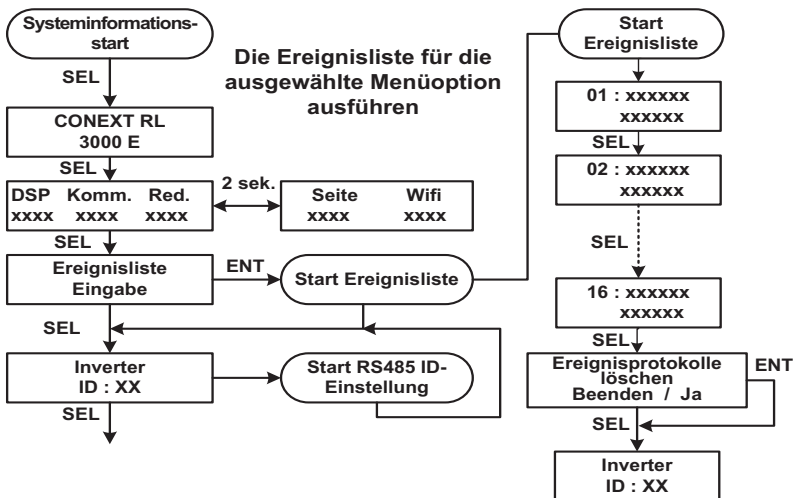 Systeminformations-
start
SEL
CONEXT RL
3000 E
SEL
DSP Komm. Red.
xxxx xxxx xxxx
2 sek.
Seite Wifi
xxxx xxxx
SEL
Ereignisliste
Eingabe
ENT
Start Ereignisliste
SEL
Inverter
ID : XX
Start RS485 ID-
Einstellung
SEL
Die Ereignisliste für die
ausgewählte Menüoption
ausführen
Start
Ereignisliste
01 : xxxxxx
xxxxxx
SEL
02 : xxxxxx
xxxxxx
SEL
16 : xxxxxx
xxxxxx
SEL
Ereignisprotokolle
löschen
Beenden / Ja
ENT
SEL
Inverter
ID : XX